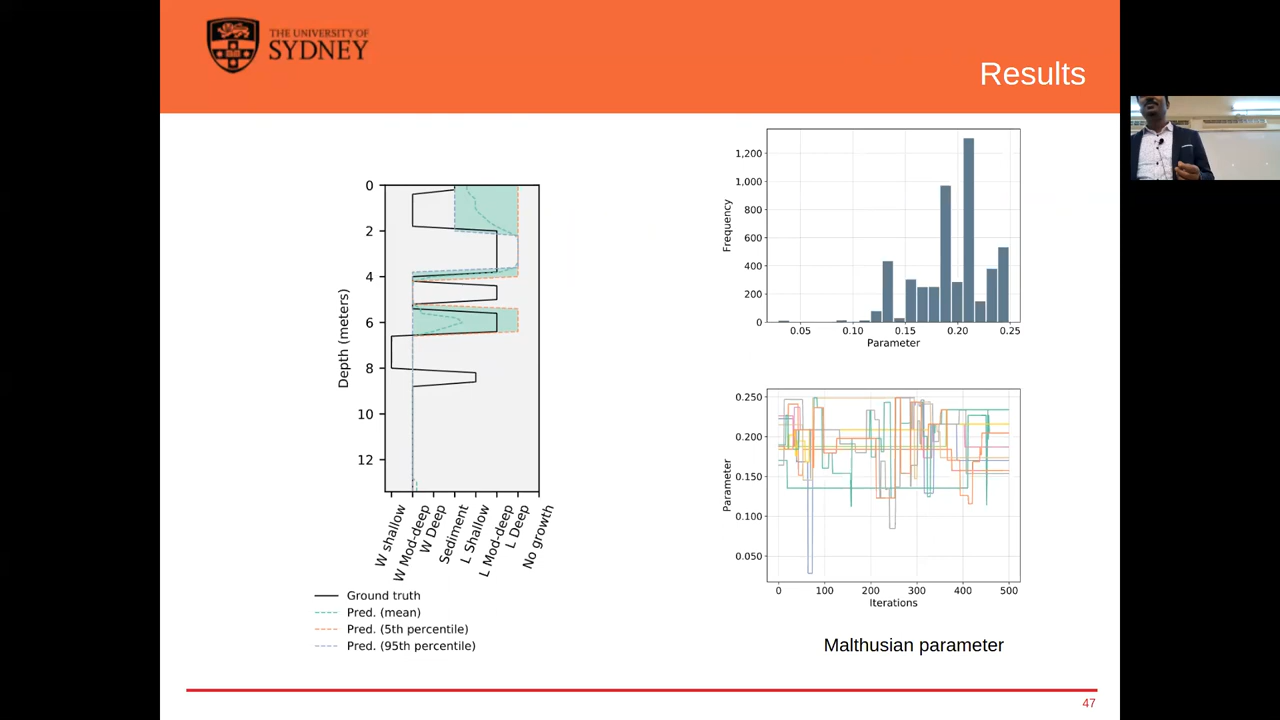 THE UNIVERSITY OF
SYDNEY
Results
0
2
4
6
8
10
12
Depth (meters)
W shallow
W Mod-deep
W Deep
Sediment
L Shallow
L Mod-deep
L Deep
No growth
Ground truth
Pred. (mean)
Pred. (5th percentile)
Pred. (95th percentile)
1,200
1,000
800
600
400
200
0
Frequency
0.05 0.10 0.15 0.20 0.25
Parameter
0.250
0.200
0.150
0.100
0.050
Parameter
0 100 200 300 400 500
Iterations
Malthusian parameter
47